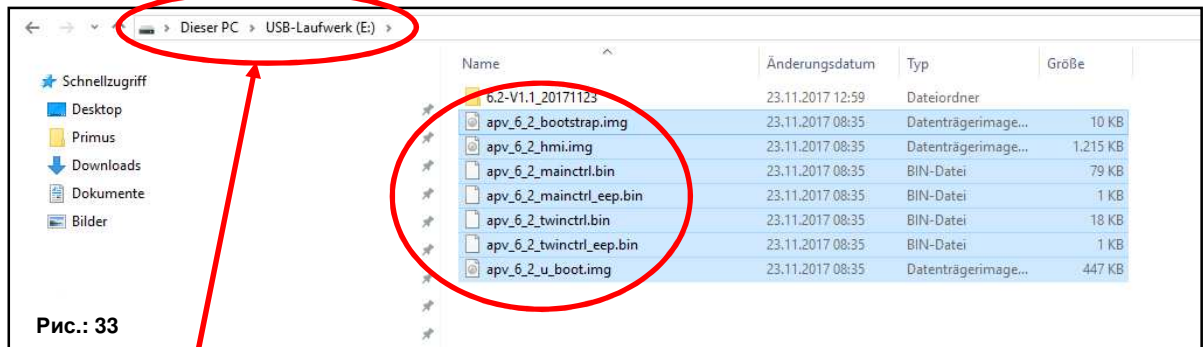 Dieser PC > USB-Laufwerk (E:) >
Name Änderungsdatum Typ Größe
Schnellzugriff
Desktop
Primus
Downloads
Dokumente
Bilder
6.2-V1.1_20171123 23.11.2017 12:59 Dateiordner
apv_6_2_bootstrap.img 23.11.2017 08:35 Datenträgerimage... 10 KB
apv_6_2_hmi.img 23.11.2017 08:35 Datenträgerimage... 1.215 KB
apv_6_2_mainctrl.bin 23.11.2017 08:35 BIN-Datei 79 KB
apv_6_2_mainctrl_eep.bin 23.11.2017 08:35 BIN-Datei 1 KB
apv_6_2_twinctrl.bin 23.11.2017 08:35 BIN-Datei 18 KB
apv_6_2_twinctrl_eep.bin 23.11.2017 08:35 BIN-Datei 1 KB
apv_6_2_u_boot.img 23.11.2017 08:35 Datenträgerimage... 447 KB
Рис.: 33